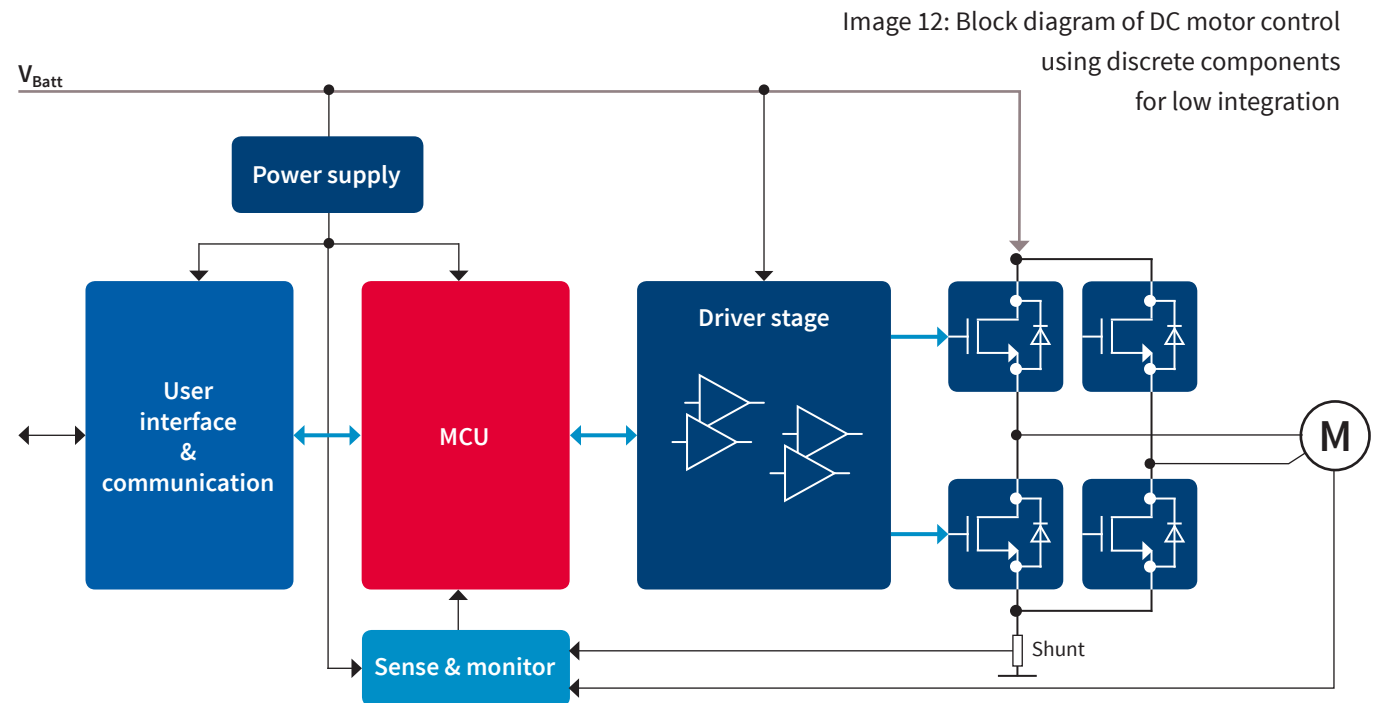 Image 12: Block diagram of DC motor control
using discrete components
for low integration
VBatt
Power supply
User
interface
&
communication
MCU
Driver stage
M
Sense & monitor
Shunt